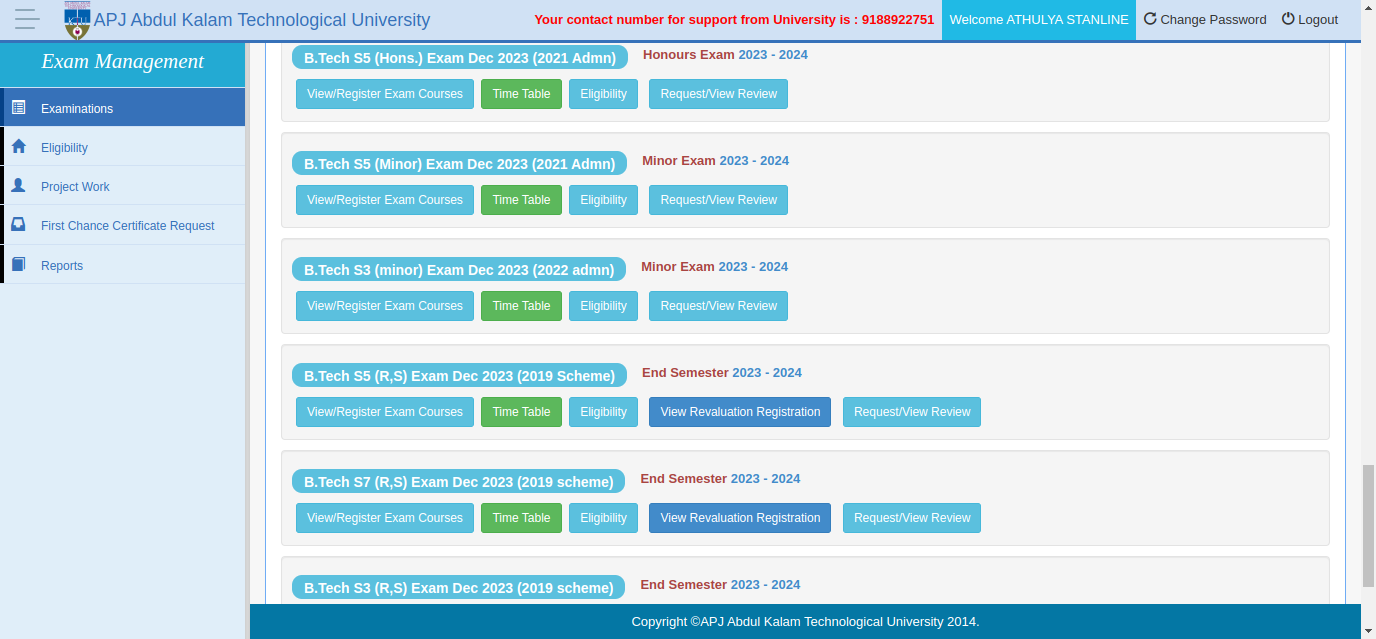 APJ Abdul Kalam Technological University
Your contact number for support from University is : 9188922751
Welcome ATHULYA STANLINE
Change Password
Logout
Exam Management
Examinations
Eligibility
Project Work
First Chance Certificate Request
Reports
B.Tech S5 (Hons.) Exam Dec 2023 (2021 Admn) Honours Exam 2023 - 2024
View/Register Exam Courses Time Table Eligibility Request/View Review
B.Tech S5 (Minor) Exam Dec 2023 (2021 Admn) Minor Exam 2023 - 2024
View/Register Exam Courses Time Table Eligibility Request/View Review
B.Tech S3 (minor) Exam Dec 2023 (2022 admn) Minor Exam 2023 - 2024
View/Register Exam Courses Time Table Eligibility Request/View Review
B.Tech S5 (R,S) Exam Dec 2023 (2019 Scheme) End Semester 2023 - 2024
View/Register Exam Courses Time Table Eligibility View Revaluation Registration Request/View Review
B.Tech S7 (R,S) Exam Dec 2023 (2019 scheme) End Semester 2023 - 2024
View/Register Exam Courses Time Table Eligibility View Revaluation Registration Request/View Review
B.Tech S3 (R,S) Exam Dec 2023 (2019 scheme) End Semester 2023 - 2024
Copyright ©APJ Abdul Kalam Technological University 2014.